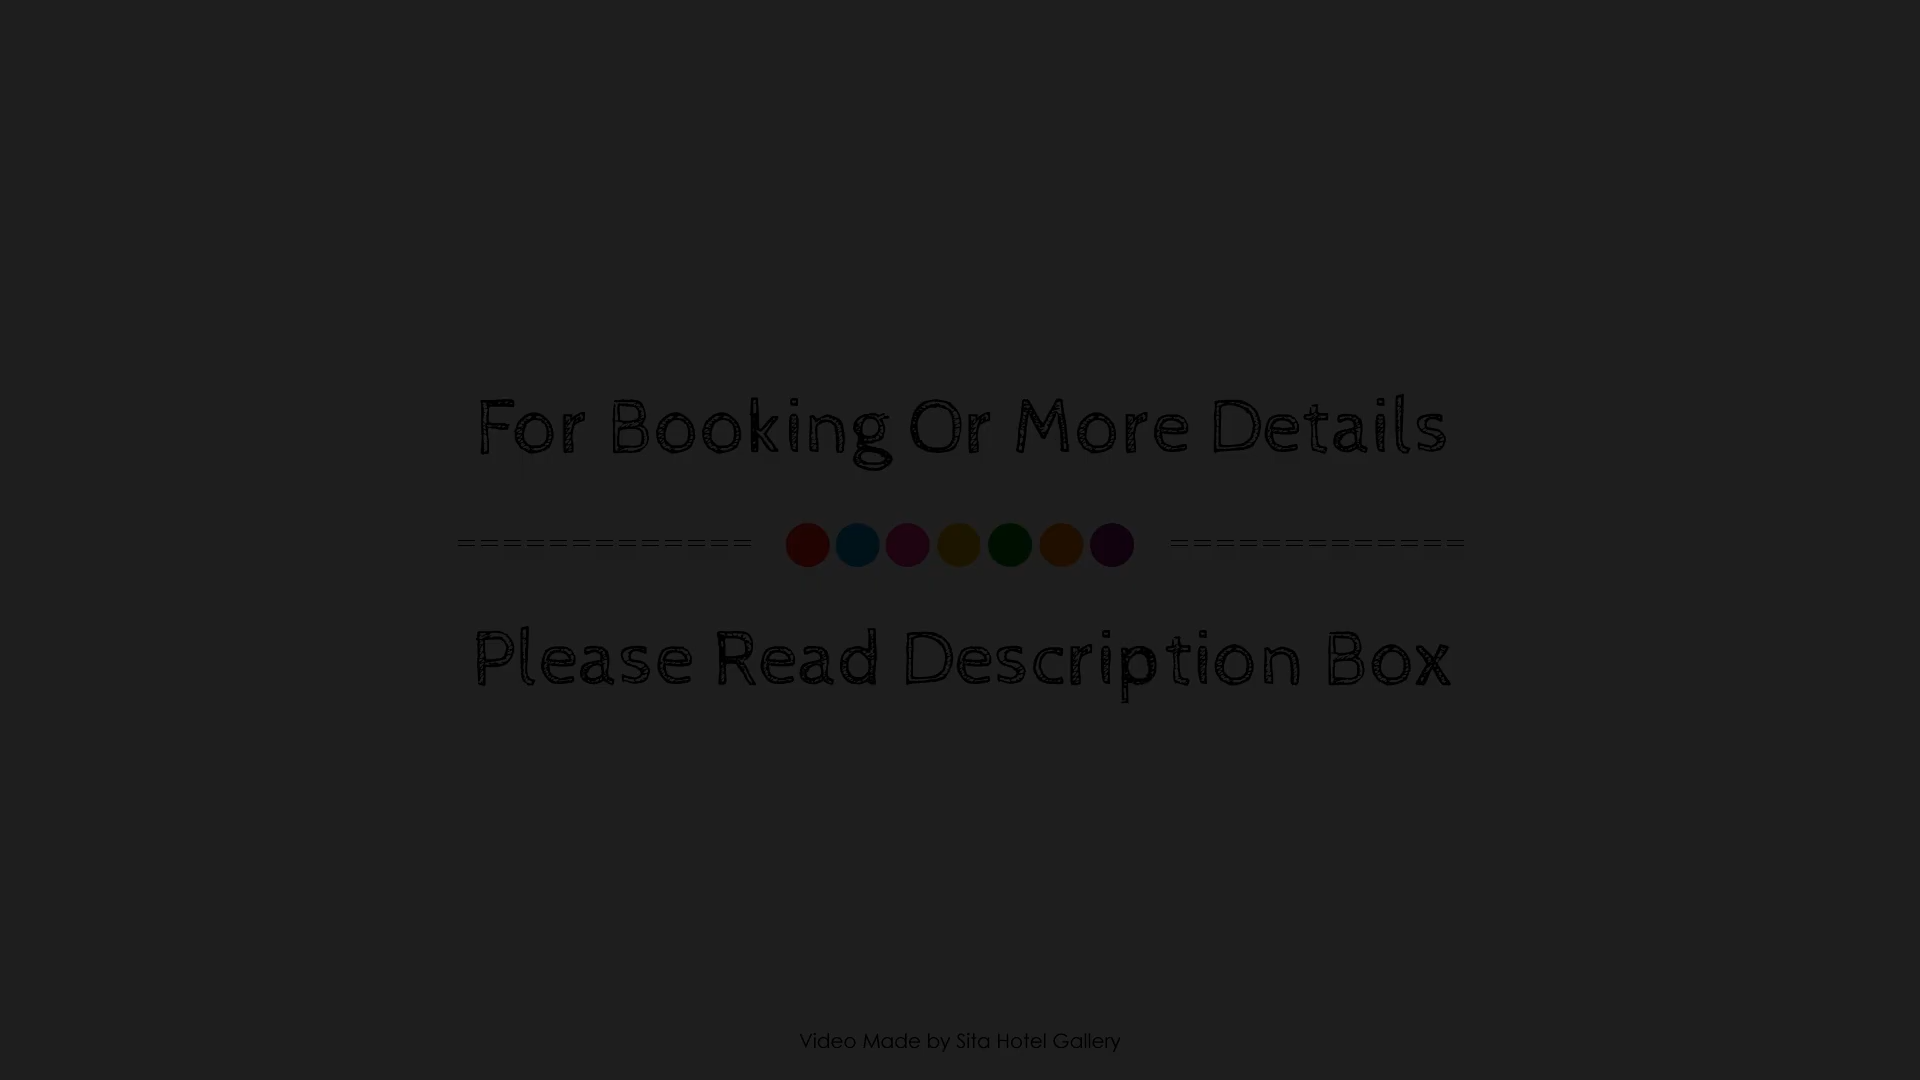 For Booking Or More Details
============= =============
Please Read Description Box
Video Made by Sita Hotel Gallery